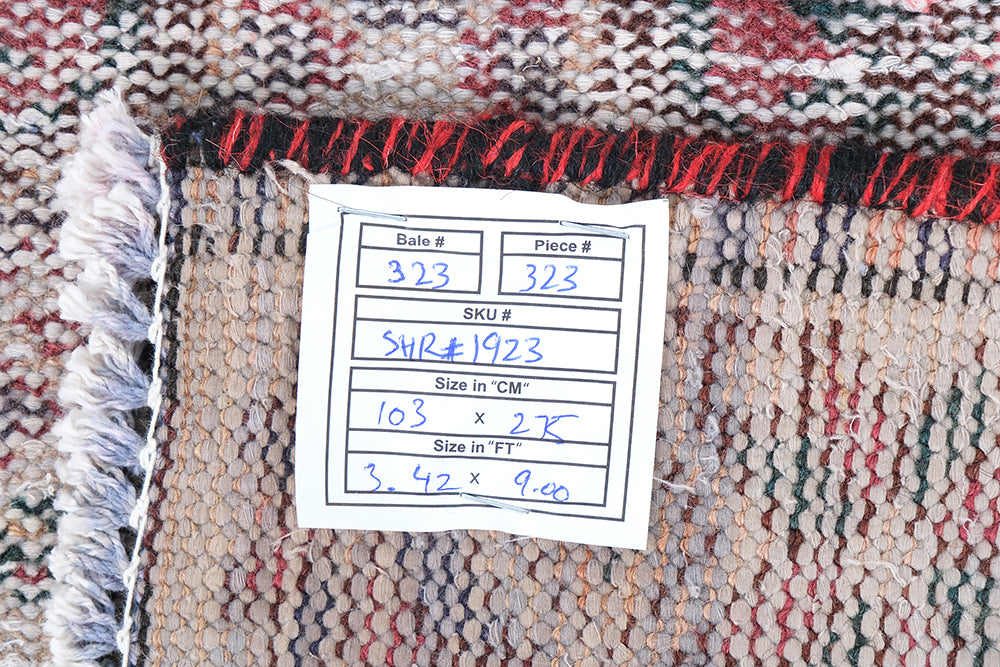 Bale # Piece #
323 323
SKU #
SHR#1923
Size in "CM"
103 x 275
Size in "FT"
3.42 x 9.00